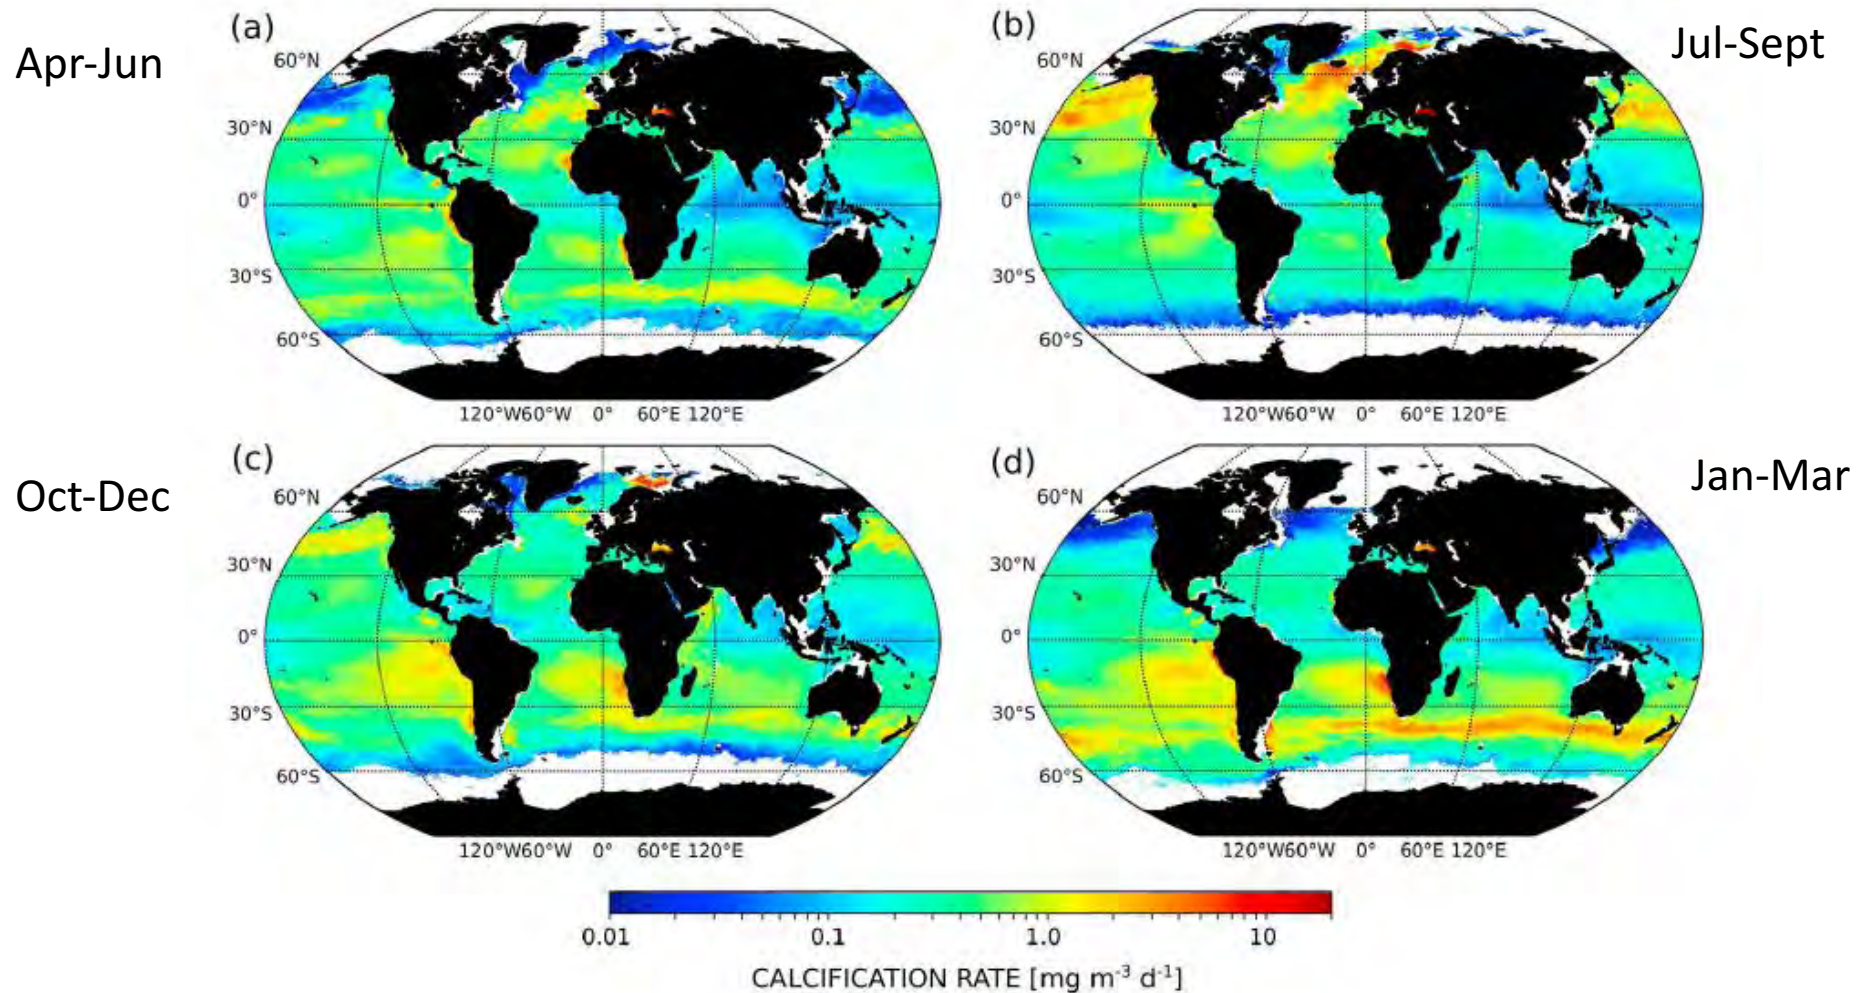 Apr-Jun
(a)
60°N
30°N
0°
30°S
60°S
120°W60°W 0° 60°E 120°E
(b)
Jul-Sept
60°N
30°N
0°
30°S
60°S
120°W60°W 0° 60°E 120°E
Oct-Dec
(c)
60°N
30°N
0°
30°S
60°S
120°W60°W 0° 60°E 120°E
(d)
Jan-Mar
60°N
30°N
0°
30°S
60°S
120°W60°W 0° 60°E 120°E
0.01 0.1 1.0 10
CALCIFICATION RATE [mg m⁻³ d⁻¹]